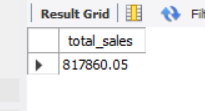 Result Grid
total_sales
817860.05